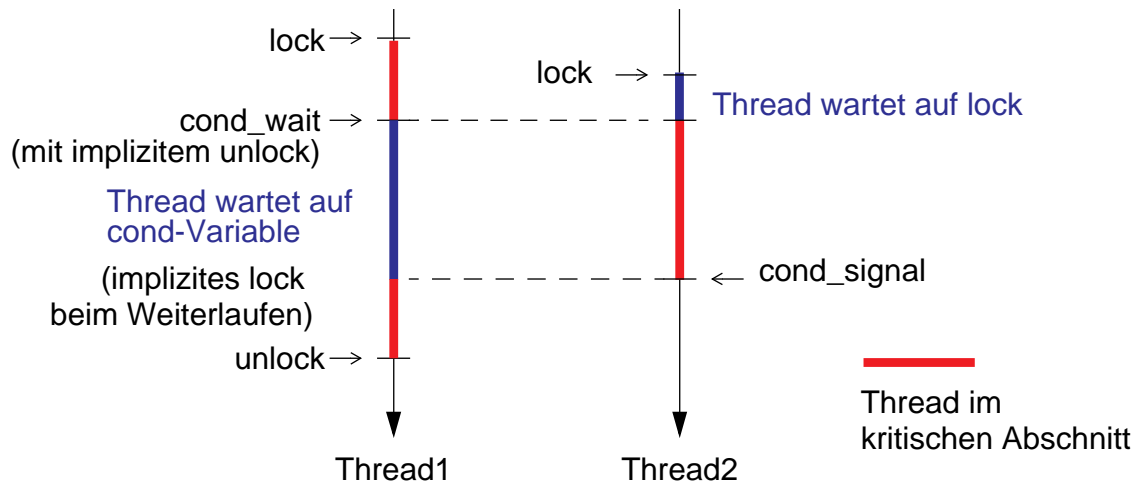 lock
lock
Thread wartet auf lock
cond_wait
(mit implizitem unlock)
Thread wartet auf
cond-Variable
cond_signal
(implizites lock
beim Weiterlaufen)
unlock
Thread im
kritischen Abschnitt
Thread1
Thread2